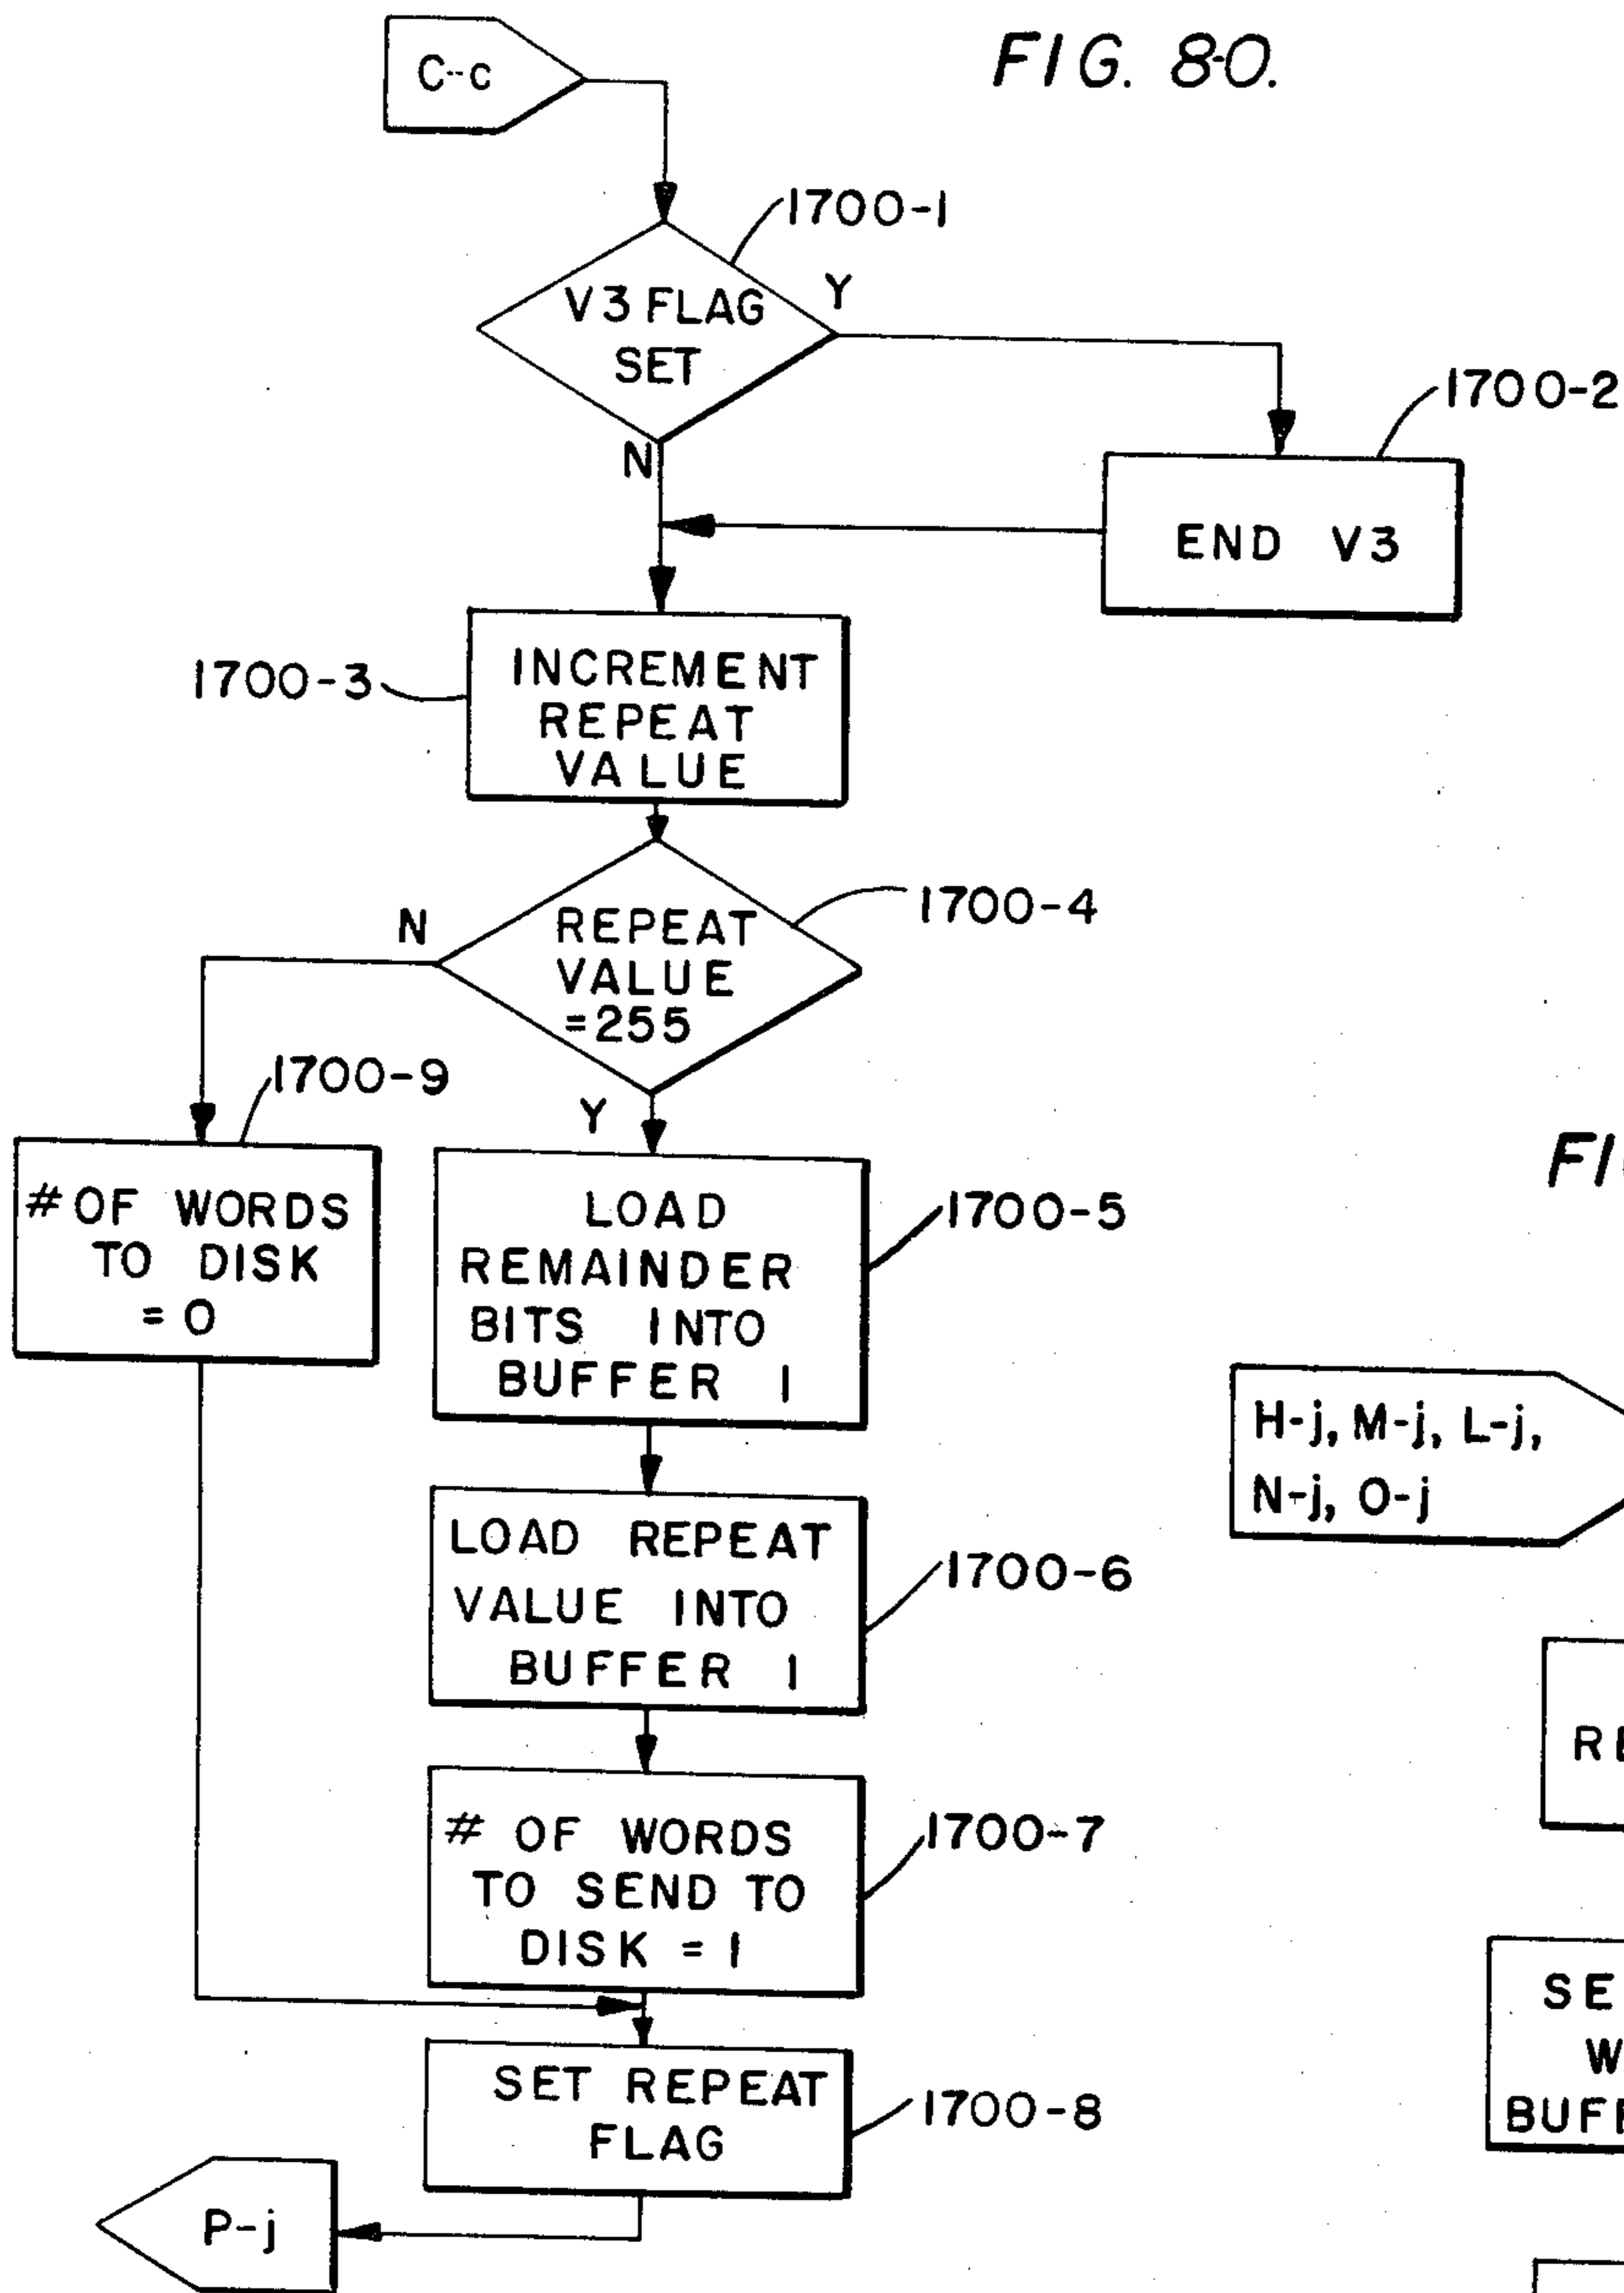 FIG. 8-O.
C-c
1700-1
V3 FLAG
SET
Y
N
1700-2
END V3
1700-3
INCREMENT
REPEAT
VALUE
1700-4
REPEAT
VALUE
=255
N
Y
1700-9
# OF WORDS
TO DISK
= 0
1700-5
LOAD
REMAINDER
BITS INTO
BUFFER 1
1700-6
LOAD REPEAT
VALUE INTO
BUFFER 1
1700-7
# OF WORDS
TO SEND TO
DISK = 1
1700-8
SET REPEAT
FLAG
P-j
H-j, M-j, L-j,
N-j, O-j